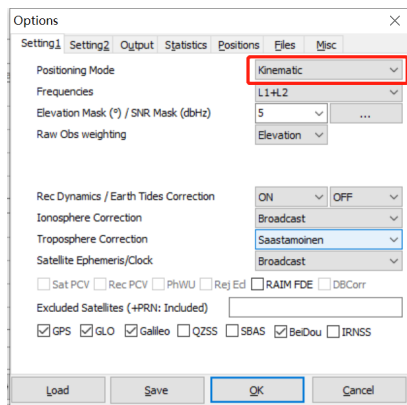 Options
Setting1 Setting2 Output Statistics Positions Files Misc
Positioning Mode Kinematic
Frequencies L1+L2
Elevation Mask (°) / SNR Mask (dbHz) 5 ...
Raw Obs weighting Elevation
Rec Dynamics / Earth Tides Correction ON OFF
Ionosphere Correction Broadcast
Troposphere Correction Saastamoinen
Satellite Ephemeris/Clock Broadcast
Sat PCV Rec PCV PhWU Rej Ecl RAIM FDE DBCorr
Excluded Satellites (+PRN: Included)
GPS GLO Galileo QZSS SBAS BeiDou IRNSS
Load Save OK Cancel